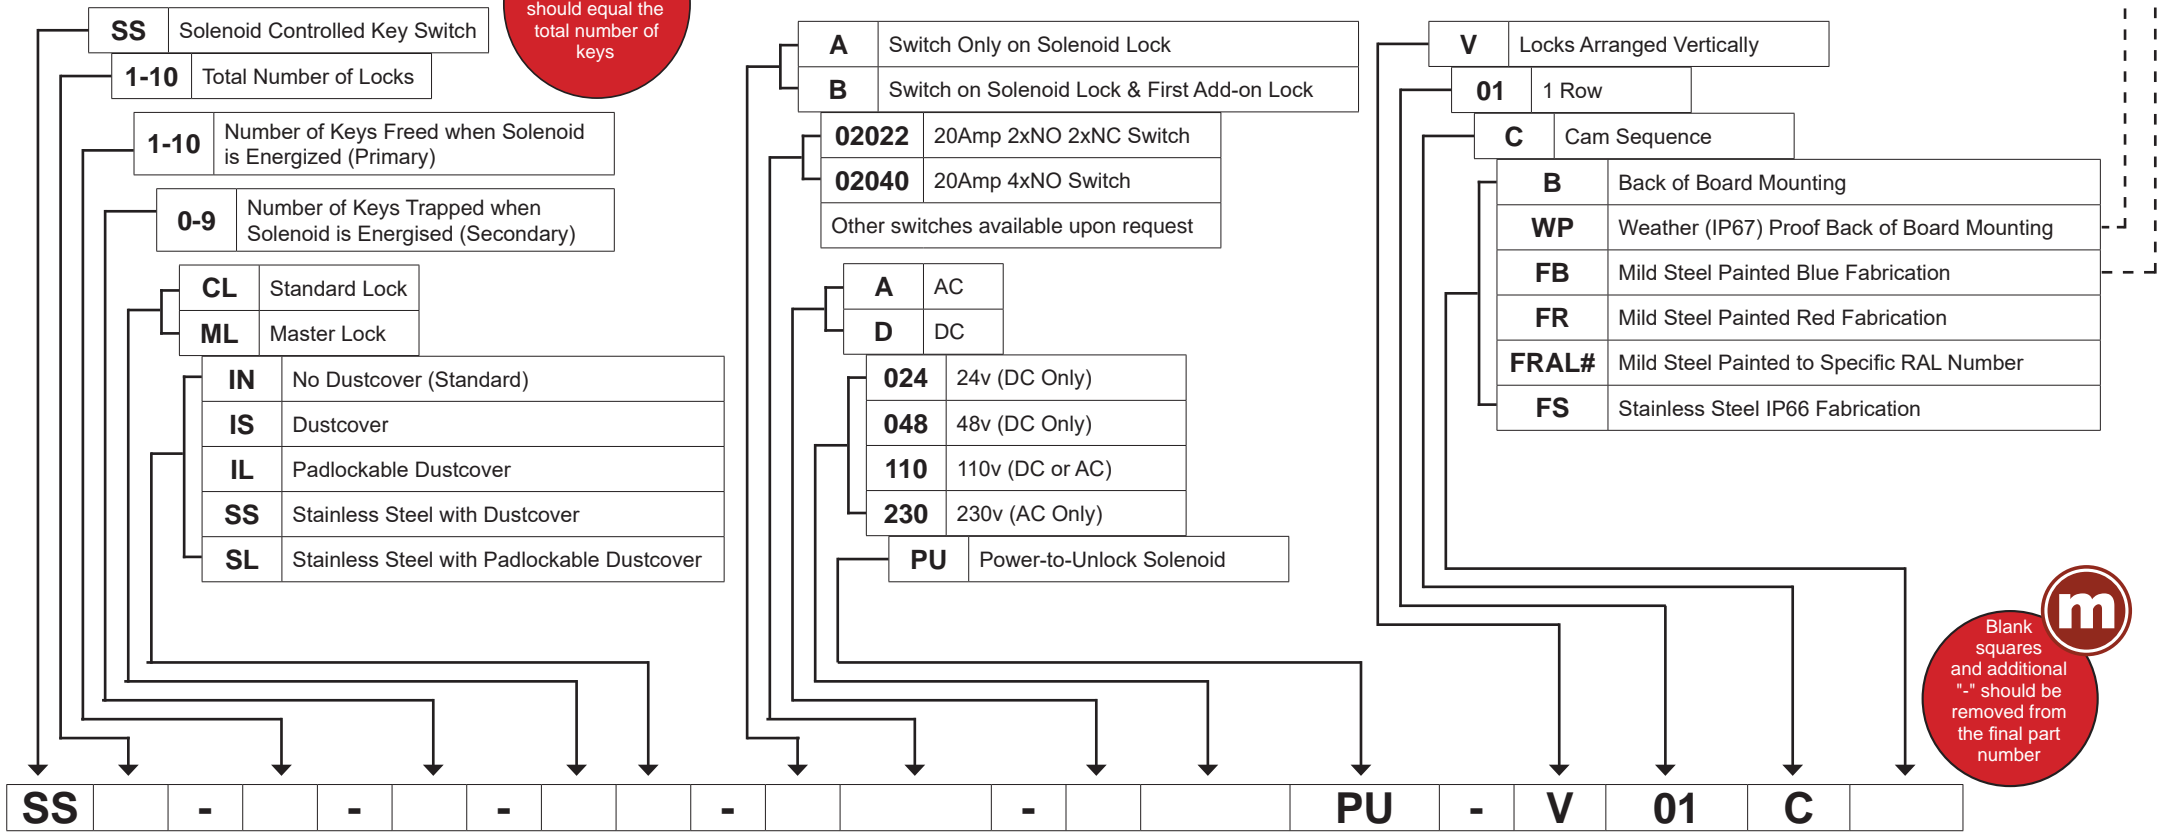 should equal the
total number of
keys
SS Solenoid Controlled Key Switch
1-10 Total Number of Locks
1-10 Number of Keys Freed when Solenoid
is Energized (Primary)
0-9 Number of Keys Trapped when
Solenoid is Energised (Secondary)
CL Standard Lock
ML Master Lock
IN No Dustcover (Standard)
IS Dustcover
IL Padlockable Dustcover
SS Stainless Steel with Dustcover
SL Stainless Steel with Padlockable Dustcover
A Switch Only on Solenoid Lock
B Switch on Solenoid Lock & First Add-on Lock
02022 20Amp 2xNO 2xNC Switch
02040 20Amp 4xNO Switch
Other switches available upon request
A AC
D DC
024 24v (DC Only)
048 48v (DC Only)
110 110v (DC or AC)
230 230v (AC Only)
PU Power-to-Unlock Solenoid
V Locks Arranged Vertically
01 1 Row
C Cam Sequence
B Back of Board Mounting
WP Weather (IP67) Proof Back of Board Mounting
FB Mild Steel Painted Blue Fabrication
FR Mild Steel Painted Red Fabrication
FRAL# Mild Steel Painted to Specific RAL Number
FS Stainless Steel IP66 Fabrication
m
Blank
squares
and additional
"-" should be
removed from
the final part
number
SS - - - - - PU - V 01 C